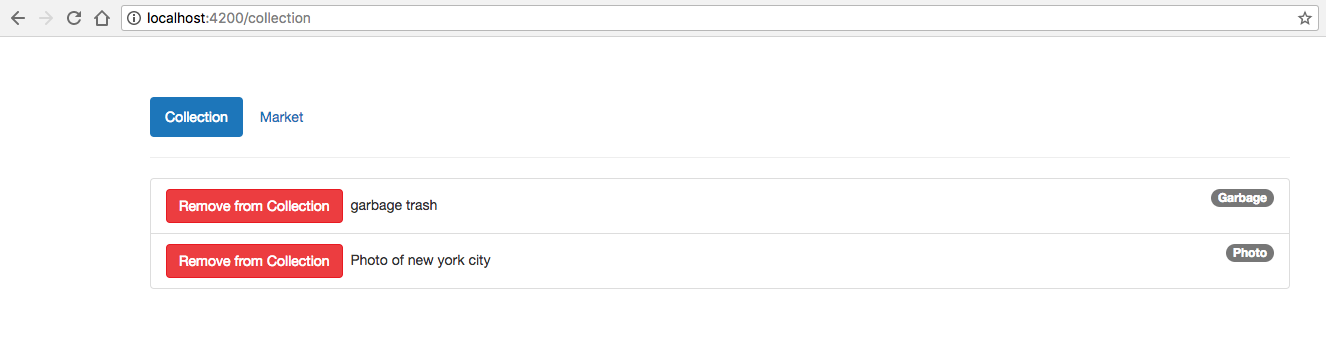 localhost:4200/collection
Collection Market
Remove from Collection garbage trash Garbage
Remove from Collection Photo of new york city Photo